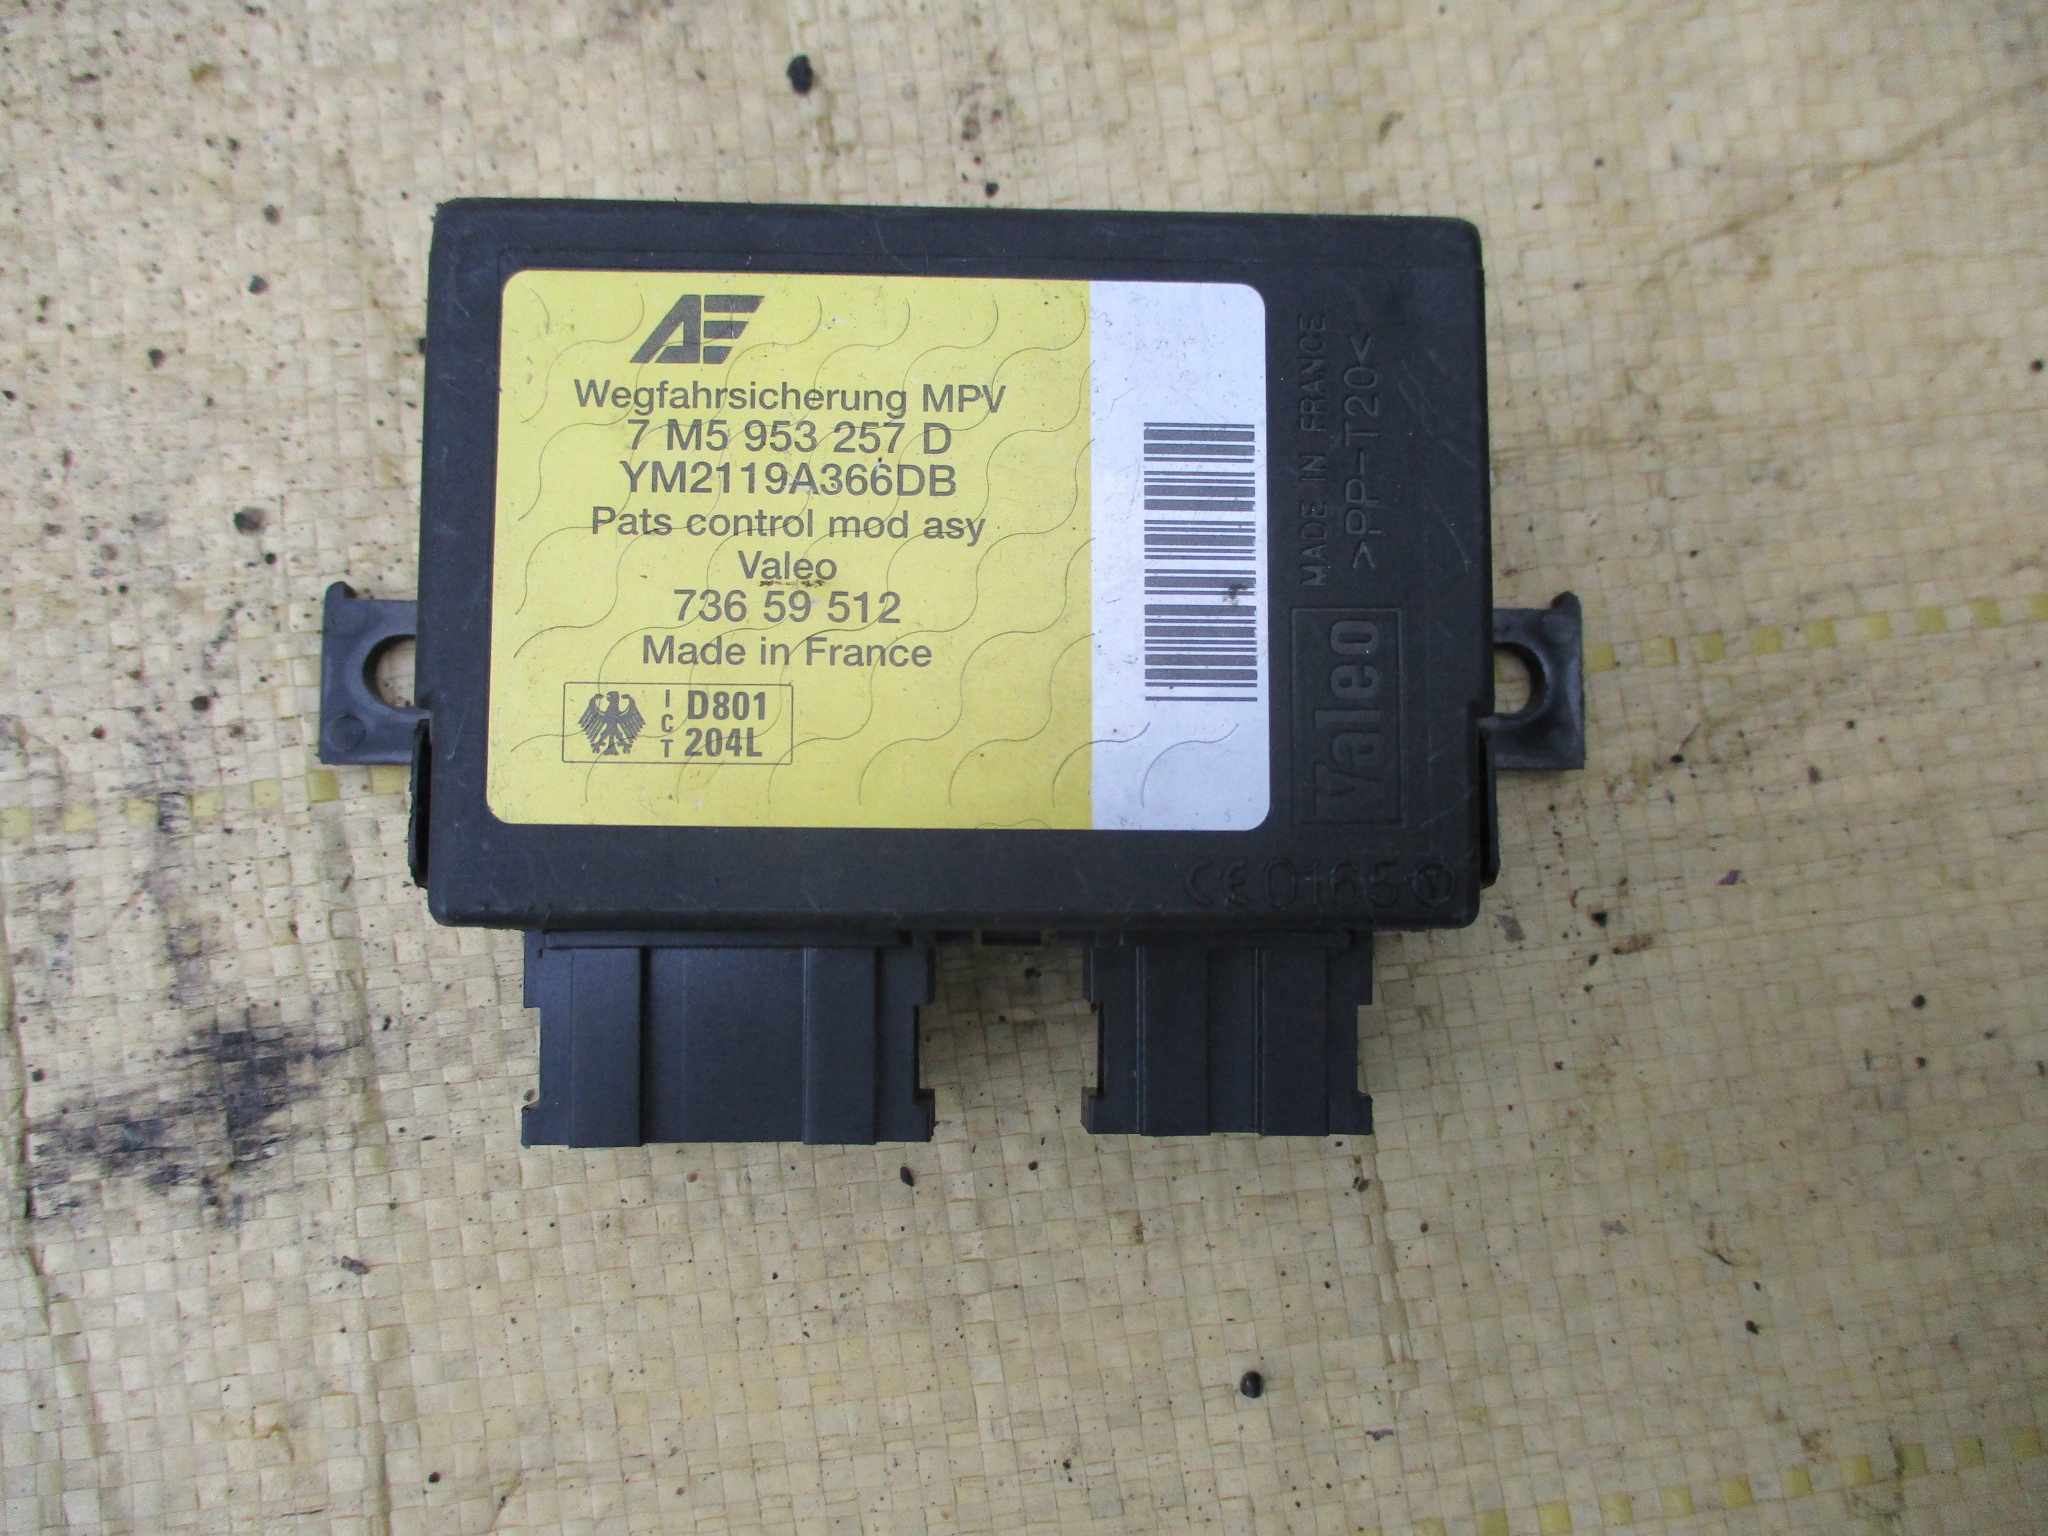 AE
Wegfahrsicherung MPV
7 M5 953 257 D
YM2119A366DB
Pats control mod asy
Valeo
736 59 512
Made in France
ICT
D801
204L
MADE IN FRANCE
>PP-T20<
Valeo
CE 0165